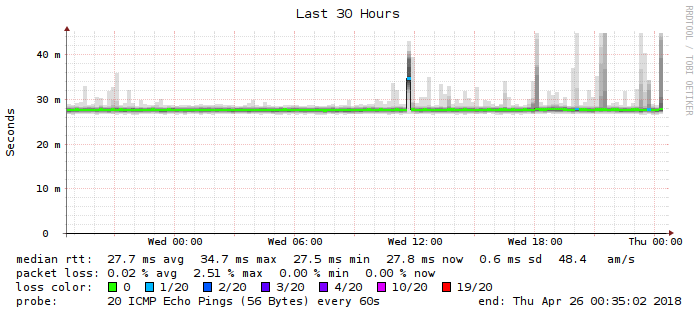 Last 30 Hours
RRDTOOL / TOBI OETIKER
Seconds
40 m
30 m
20 m
10 m
0
Wed 00:00 Wed 06:00 Wed 12:00 Wed 18:00 Thu 00:00
median rtt: 27.7 ms avg 34.7 ms max 27.5 ms min 27.8 ms now 0.6 ms sd 48.4 am/s
packet loss: 0.02 % avg 2.51 % max 0.00 % min 0.00 % now
loss color: 0 1/20 2/20 3/20 4/20 10/20 19/20
probe: 20 ICMP Echo Pings (56 Bytes) every 60s end: Thu Apr 26 00:35:02 2018